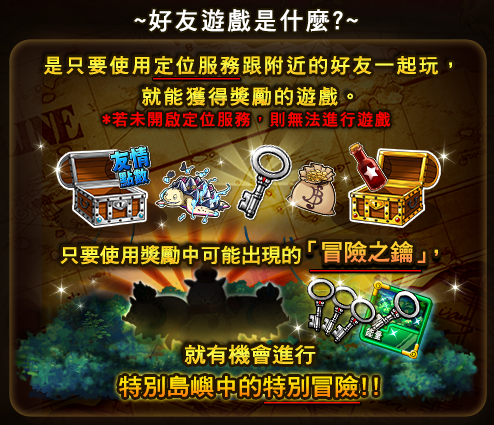 ~好友遊戲是什麼?~
是只要使用定位服務跟附近的好友一起玩，
就能獲得獎勵的遊戲。
*若未開啟定位服務，則無法進行遊戲
友情
點數
只要使用獎勵中可能出現的「冒險之鑰」，
就有機會進行
特別島嶼中的特別冒險!!